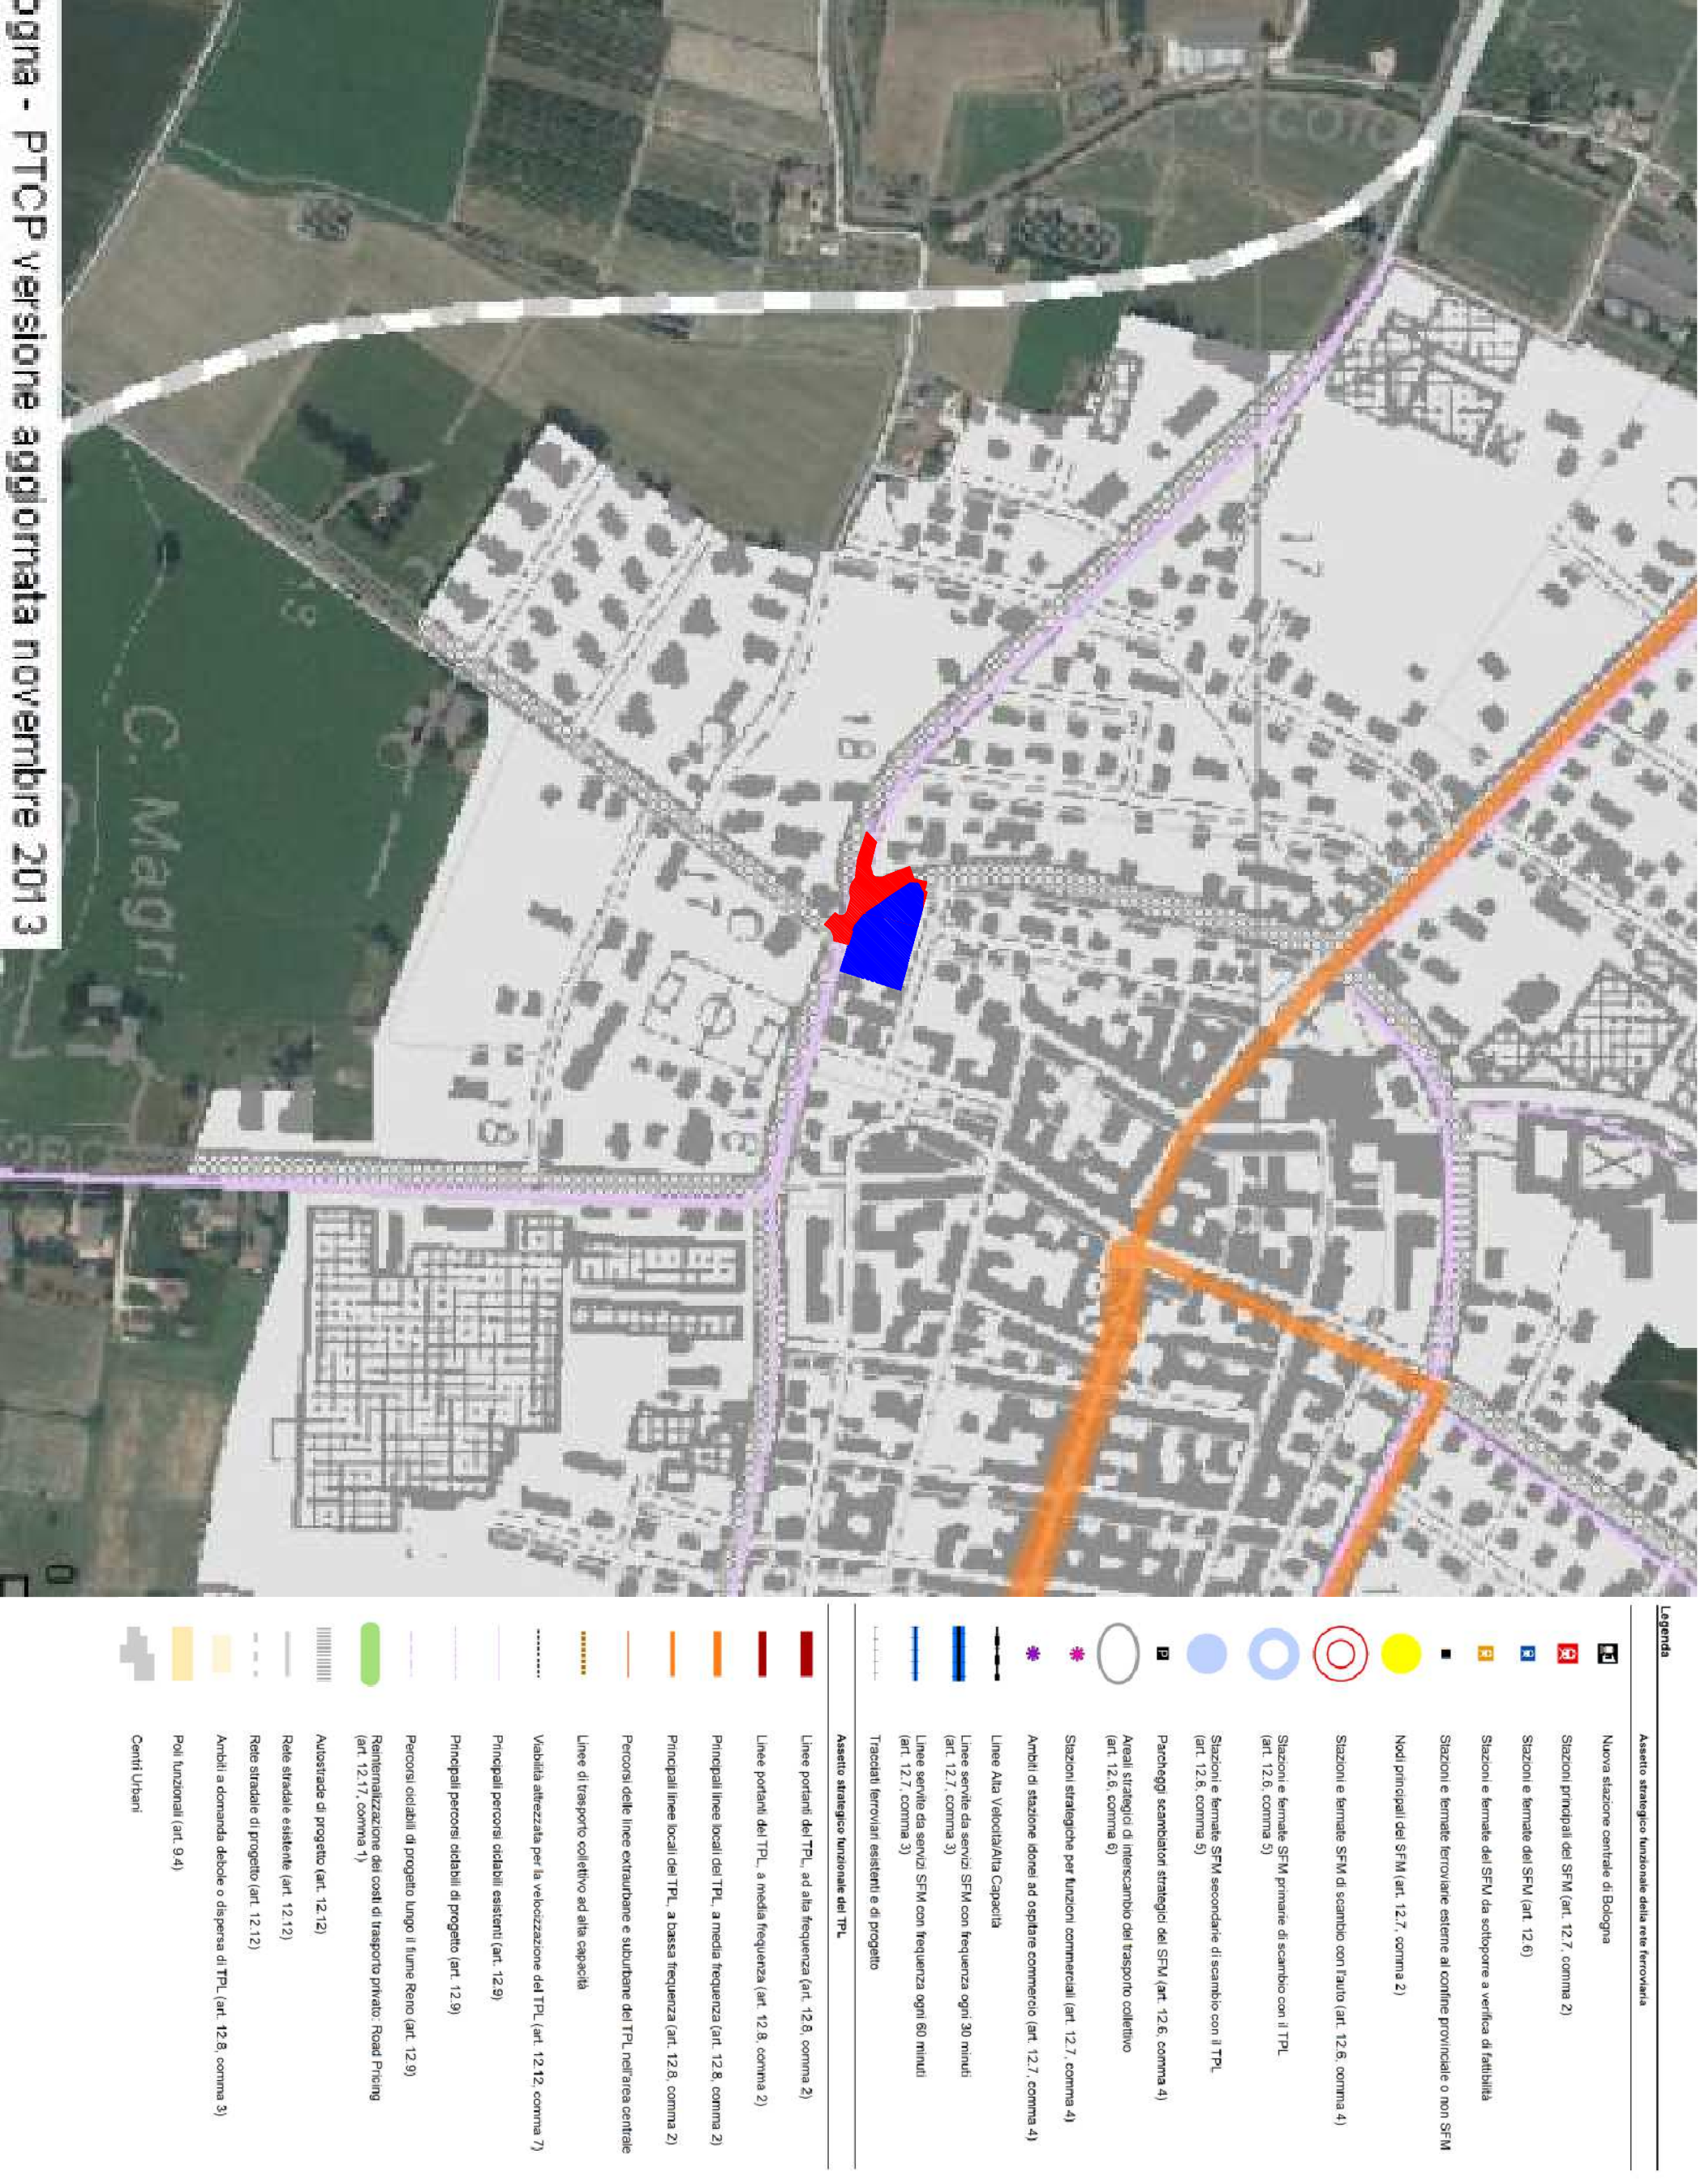 ogna - PTCP versione aggiornata novembre 2013
C. Magri
17
18
19
17
18
16
0
Legenda
Assetto strategico funzionale della rete ferroviaria
Nuova stazione centrale di Bologna
Stazioni principali del SFM (art. 12.7, comma 2)
Stazioni e fermate del SFM (art. 12.6)
Stazioni e fermate del SFM da sottoporre a verifica di fattibilità
Stazioni e fermate ferroviarie esterne al confine provinciale o non SFM
Nodi principali del SFM (art. 12.7, comma 2)
Stazioni e fermate SFM di scambio con l'auto (art. 12.6, comma 4)
Stazioni e fermate SFM primarie di scambio con il TPL
(art. 12.6, comma 5)
Stazioni e fermate SFM secondarie di scambio con il TPL
(art. 12.6, comma 5)
P
Parcheggi scambiatori strategici del SFM (art. 12.6, comma 4)
Areali strategici di interscambio del trasporto collettivo
(art. 12.6, comma 6)
Stazioni strategiche per funzioni commerciali (art. 12.7, comma 4)
Ambiti di stazione idonei ad ospitare commercio (art. 12.7, comma 4)
Linee Alta Velocità/Alta Capacità
Linee servite da servizi SFM con frequenza ogni 30 minuti
(art. 12.7, comma 3)
Linee servite da servizi SFM con frequenza ogni 60 minuti
(art. 12.7, comma 3)
Tracciati ferroviari esistenti e di progetto
Assetto strategico funzionale del TPL
Linee portanti del TPL, ad alta frequenza (art. 12.8, comma 2)
Linee portanti del TPL, a media frequenza (art. 12.8, comma 2)
Principali linee locali del TPL, a media frequenza (art. 12.8, comma 2)
Principali linee locali del TPL, a bassa frequenza (art. 12.8, comma 2)
Percorsi delle linee extraurbane e suburbane del TPL nell'area centrale
Linee di trasporto collettivo ad alta capacità
Viabilità attrezzata per la velocizzazione del TPL (art. 12.12, comma 7)
Principali percorsi ciclabili esistenti (art. 12.9)
Principali percorsi ciclabili di progetto (art. 12.9)
Percorsi ciclabili di progetto lungo il fiume Reno (art. 12.9)
Reinternalizzazione dei costi di trasporto privato: Road Pricing
(art. 12.17, comma 1)
Autostrade di progetto (art. 12.12)
Rete stradale esistente (art. 12.12)
Rete stradale di progetto (art. 12.12)
Ambiti a domanda debole o dispersa di TPL (art. 12.8, comma 3)
Poli funzionali (art. 9.4)
Centri Urbani